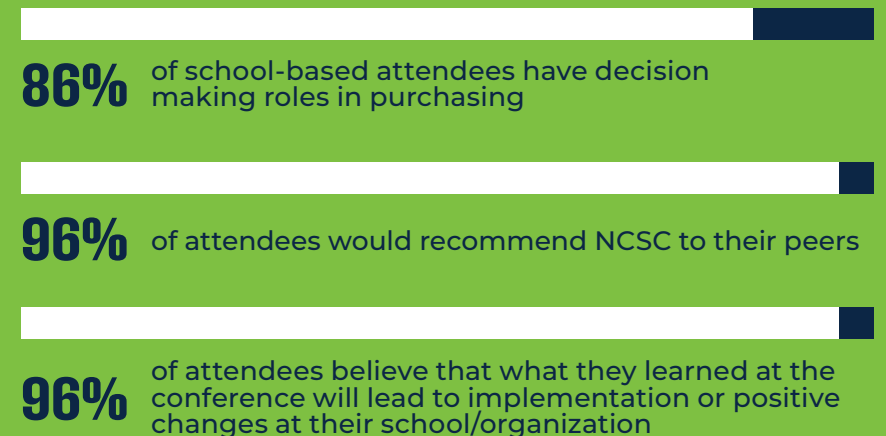 86% of school-based attendees have decision
making roles in purchasing
96% of attendees would recommend NCSC to their peers
of attendees believe that what they learned at the
96% conference will lead to implementation or positive
changes at their school/organization